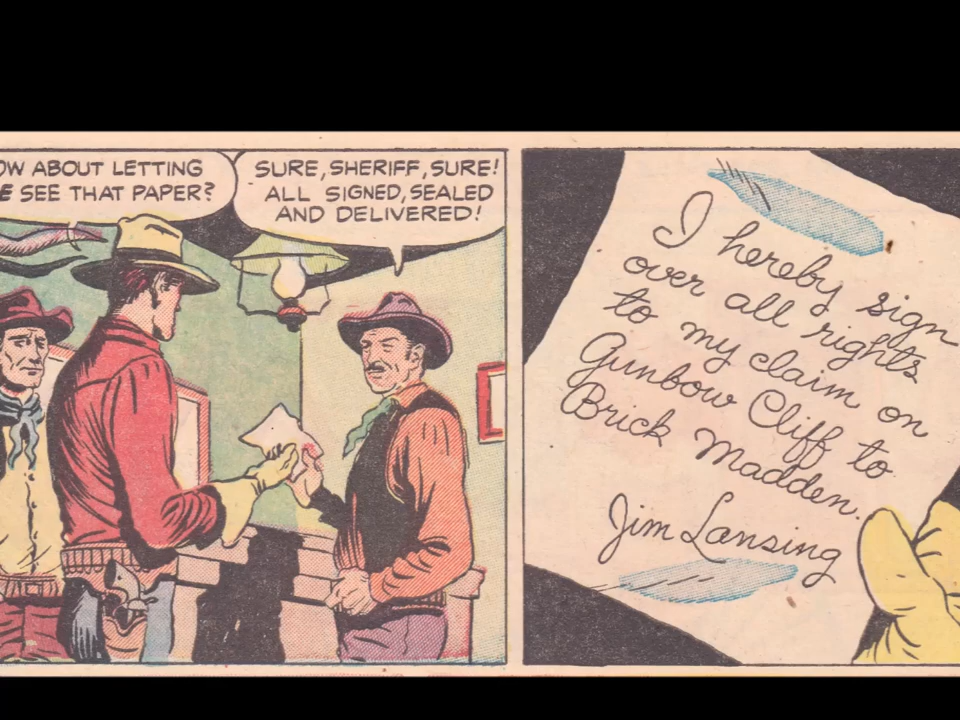 OW ABOUT LETTING
E SEE THAT PAPER?
SURE, SHERIFF, SURE!
ALL SIGNED, SEALED
AND DELIVERED!
I hereby sign
over all rights
to my claim on
Gunbow Cliff to
Brick Madden.
Jim Lansing